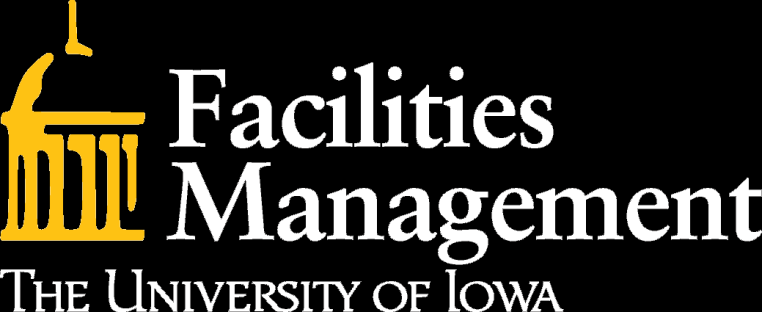 Facilities
Management
The University of Iowa